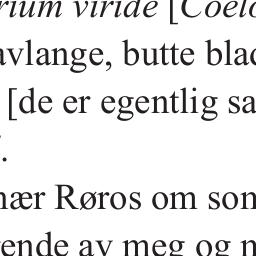 rium viride [Coelo
avlange, butte blad
[de er egentlig sa
.
nær Røros om som
ende av meg og n